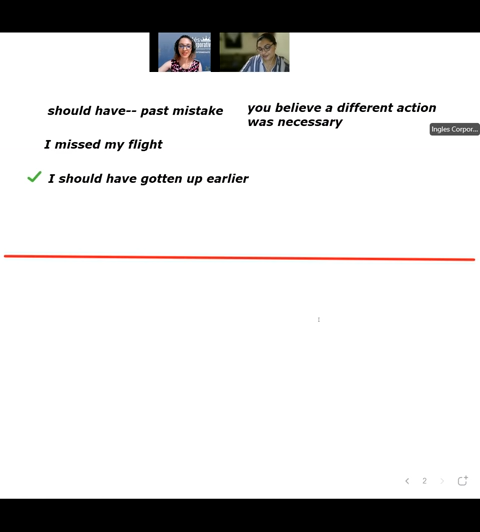 should have-- past mistake
you believe a different action
was necessary
Ingles Corpor...
I missed my flight
I should have gotten up earlier
2